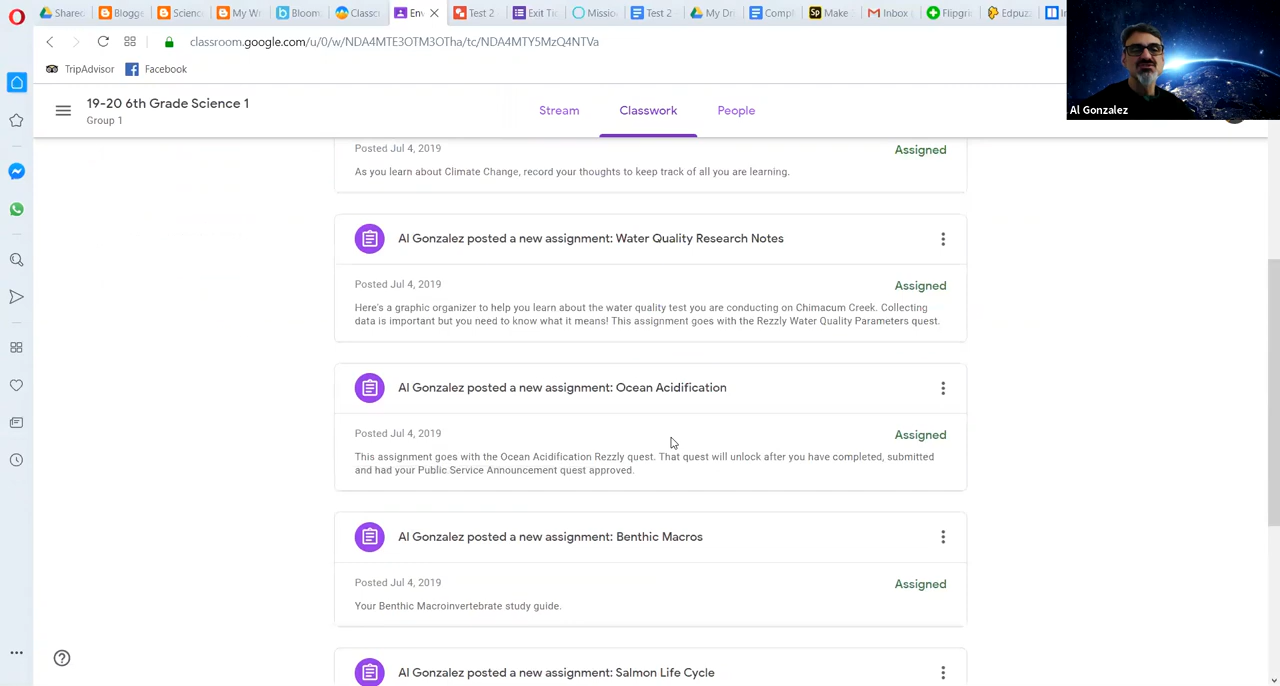 Shared
Blogge
Scienc
My Wr
Bloom
Classc
Env
Test 2
Exit Tic
Missio
Test 2
My Dr
Compl
Make
Inbox
Flipgri
Edpuz
classroom.google.com/u/0/w/NDA4MTE3OTM3OTha/tc/NDA4MTY5MzQ4NTVa
TripAdvisor
Facebook
19-20 6th Grade Science 1
Group 1
Stream
Classwork
People
Al Gonzalez
Posted Jul 4, 2019
Assigned
As you learn about Climate Change, record your thoughts to keep track of all you are learning.
Al Gonzalez posted a new assignment: Water Quality Research Notes
Posted Jul 4, 2019
Assigned
Here's a graphic organizer to help you learn about the water quality test you are conducting on Chimacum Creek. Collecting
data is important but you need to know what it means! This assignment goes with the Rezzly Water Quality Parameters quest.
Al Gonzalez posted a new assignment: Ocean Acidification
Posted Jul 4, 2019
Assigned
This assignment goes with the Ocean Acidification Rezzly quest. That quest will unlock after you have completed, submitted
and had your Public Service Announcement quest approved.
Al Gonzalez posted a new assignment: Benthic Macros
Posted Jul 4, 2019
Assigned
Your Benthic Macroinvertebrate study guide.
Al Gonzalez posted a new assignment: Salmon Life Cycle